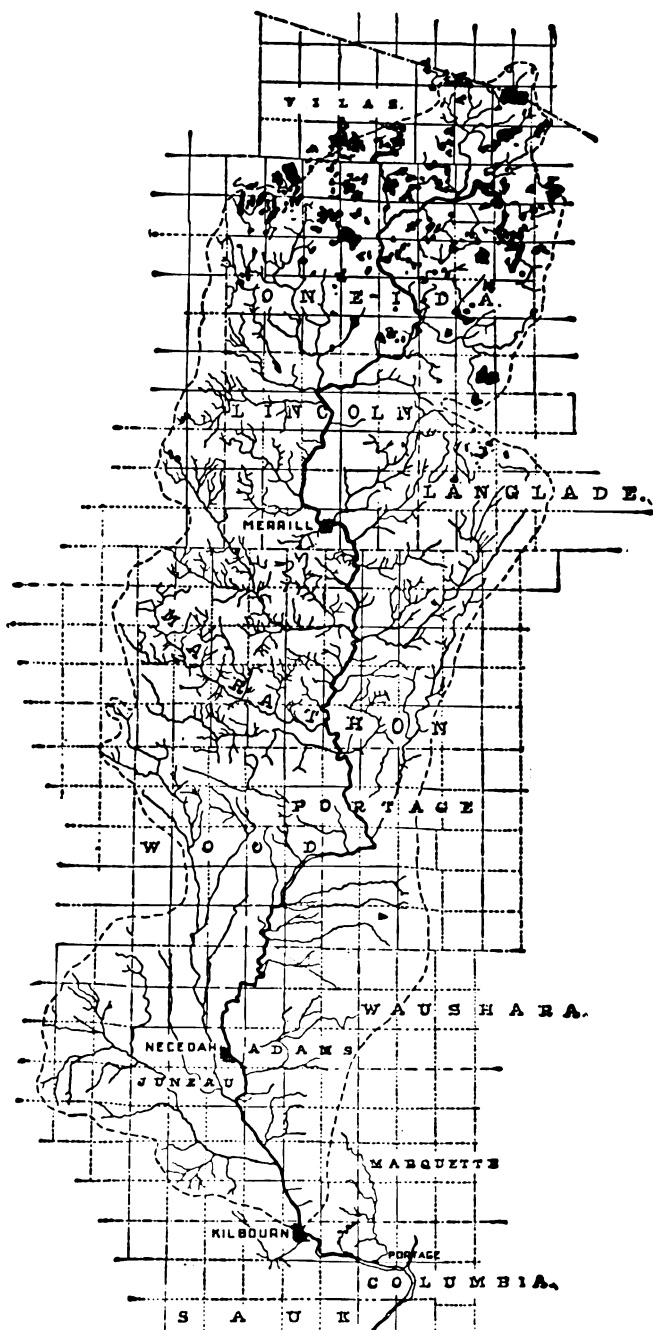 VILAS.
ONEIDA.
LINCOLN
LANGLADE.
MERRILL
MARATHON
PORTAGE
WOOD
WAUSHARA.
NECEDAH
ADAMS
JUNEAU
MARQUETTE
KILBOURN
PORTAGE
COLUMBIA.
SAUK